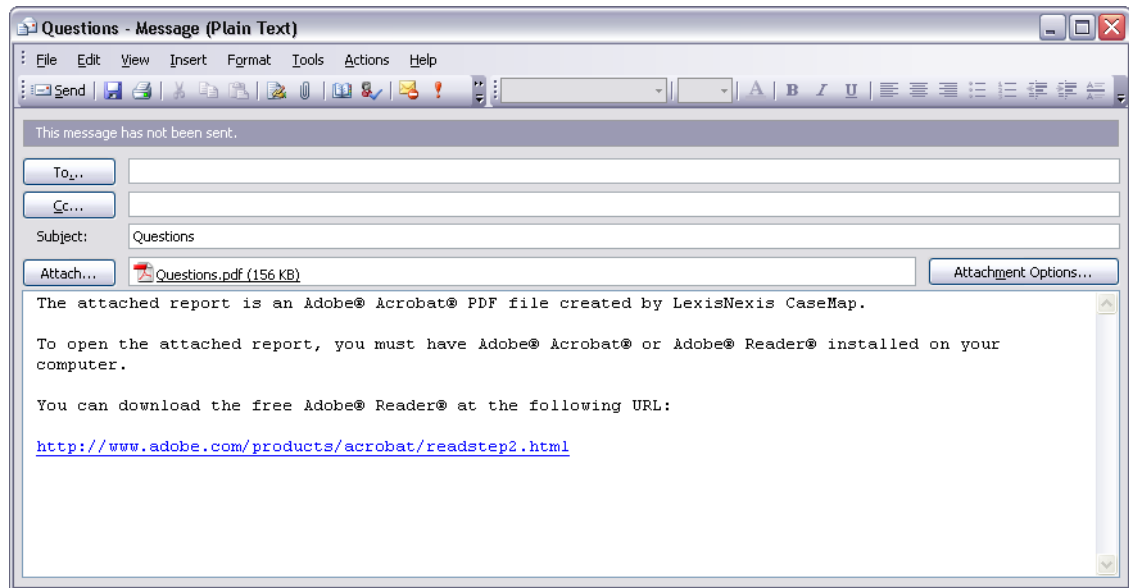 Questions - Message (Plain Text)
File Edit View Insert Format Tools Actions Help
Send A B I U
This message has not been sent.
To...
Cc...
Subject: Questions
Attach... Questions.pdf (156 KB) Attachment Options...
The attached report is an Adobe® Acrobat® PDF file created by LexisNexis CaseMap.
To open the attached report, you must have Adobe® Acrobat® or Adobe® Reader® installed on your
computer.
You can download the free Adobe® Reader® at the following URL:
http://www.adobe.com/products/acrobat/readstep2.html